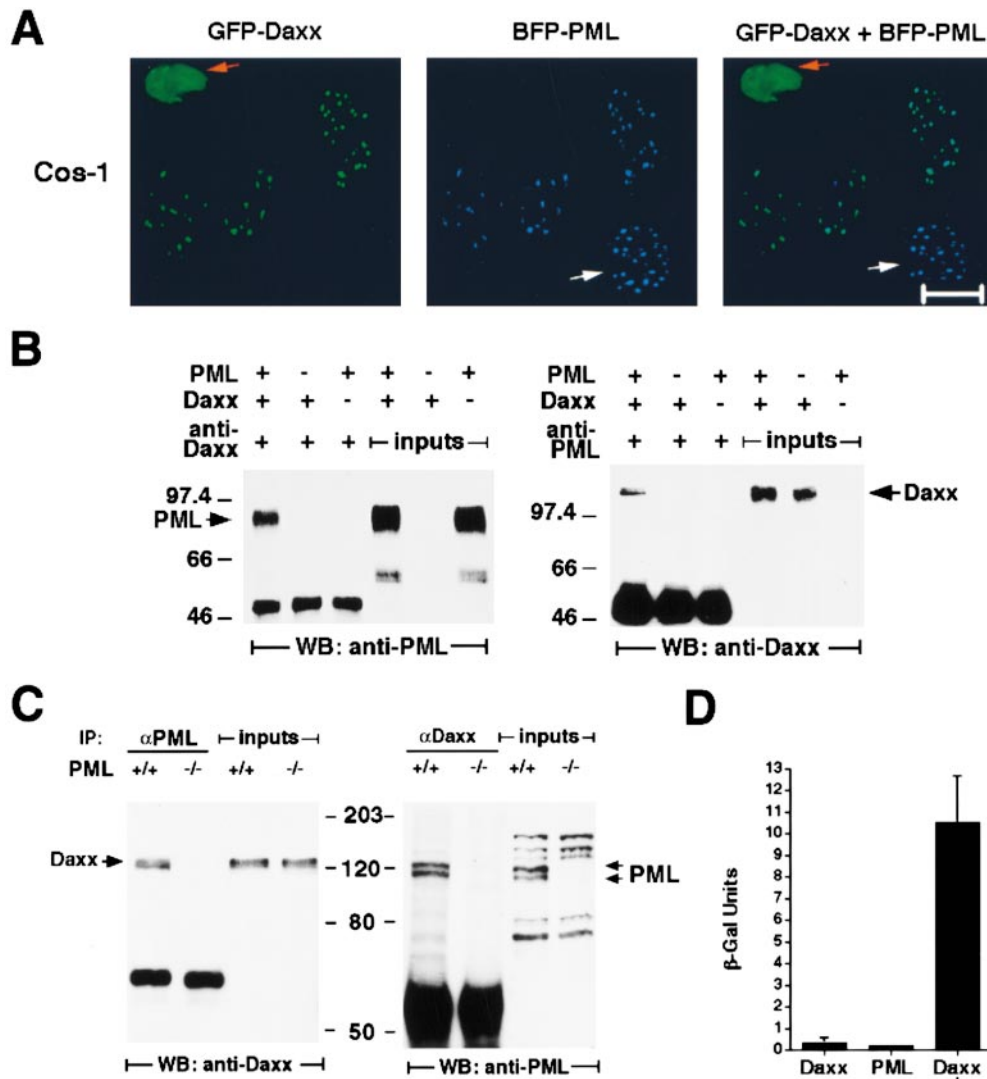 A
GFP-Daxx BFP-PML GFP-Daxx + BFP-PML
Cos-1
B
PML + - + + - +
Daxx + + - + + -
anti-Daxx + + + inputs
97.4
PML
66
46
WB: anti-PML
PML + - + + - +
Daxx + + - + + -
anti-PML + + + inputs
97.4
Daxx
66
46
WB: anti-Daxx
C
IP: αPML inputs
PML +/+ -/- +/+ -/-
Daxx
WB: anti-Daxx
203
120
80
50
αDaxx inputs
+/+ -/- +/+ -/-
PML
WB: anti-PML
D
β-Gal Units
13
12
11
10
9
8
7
6
5
4
3
2
1
0
Daxx PML Daxx